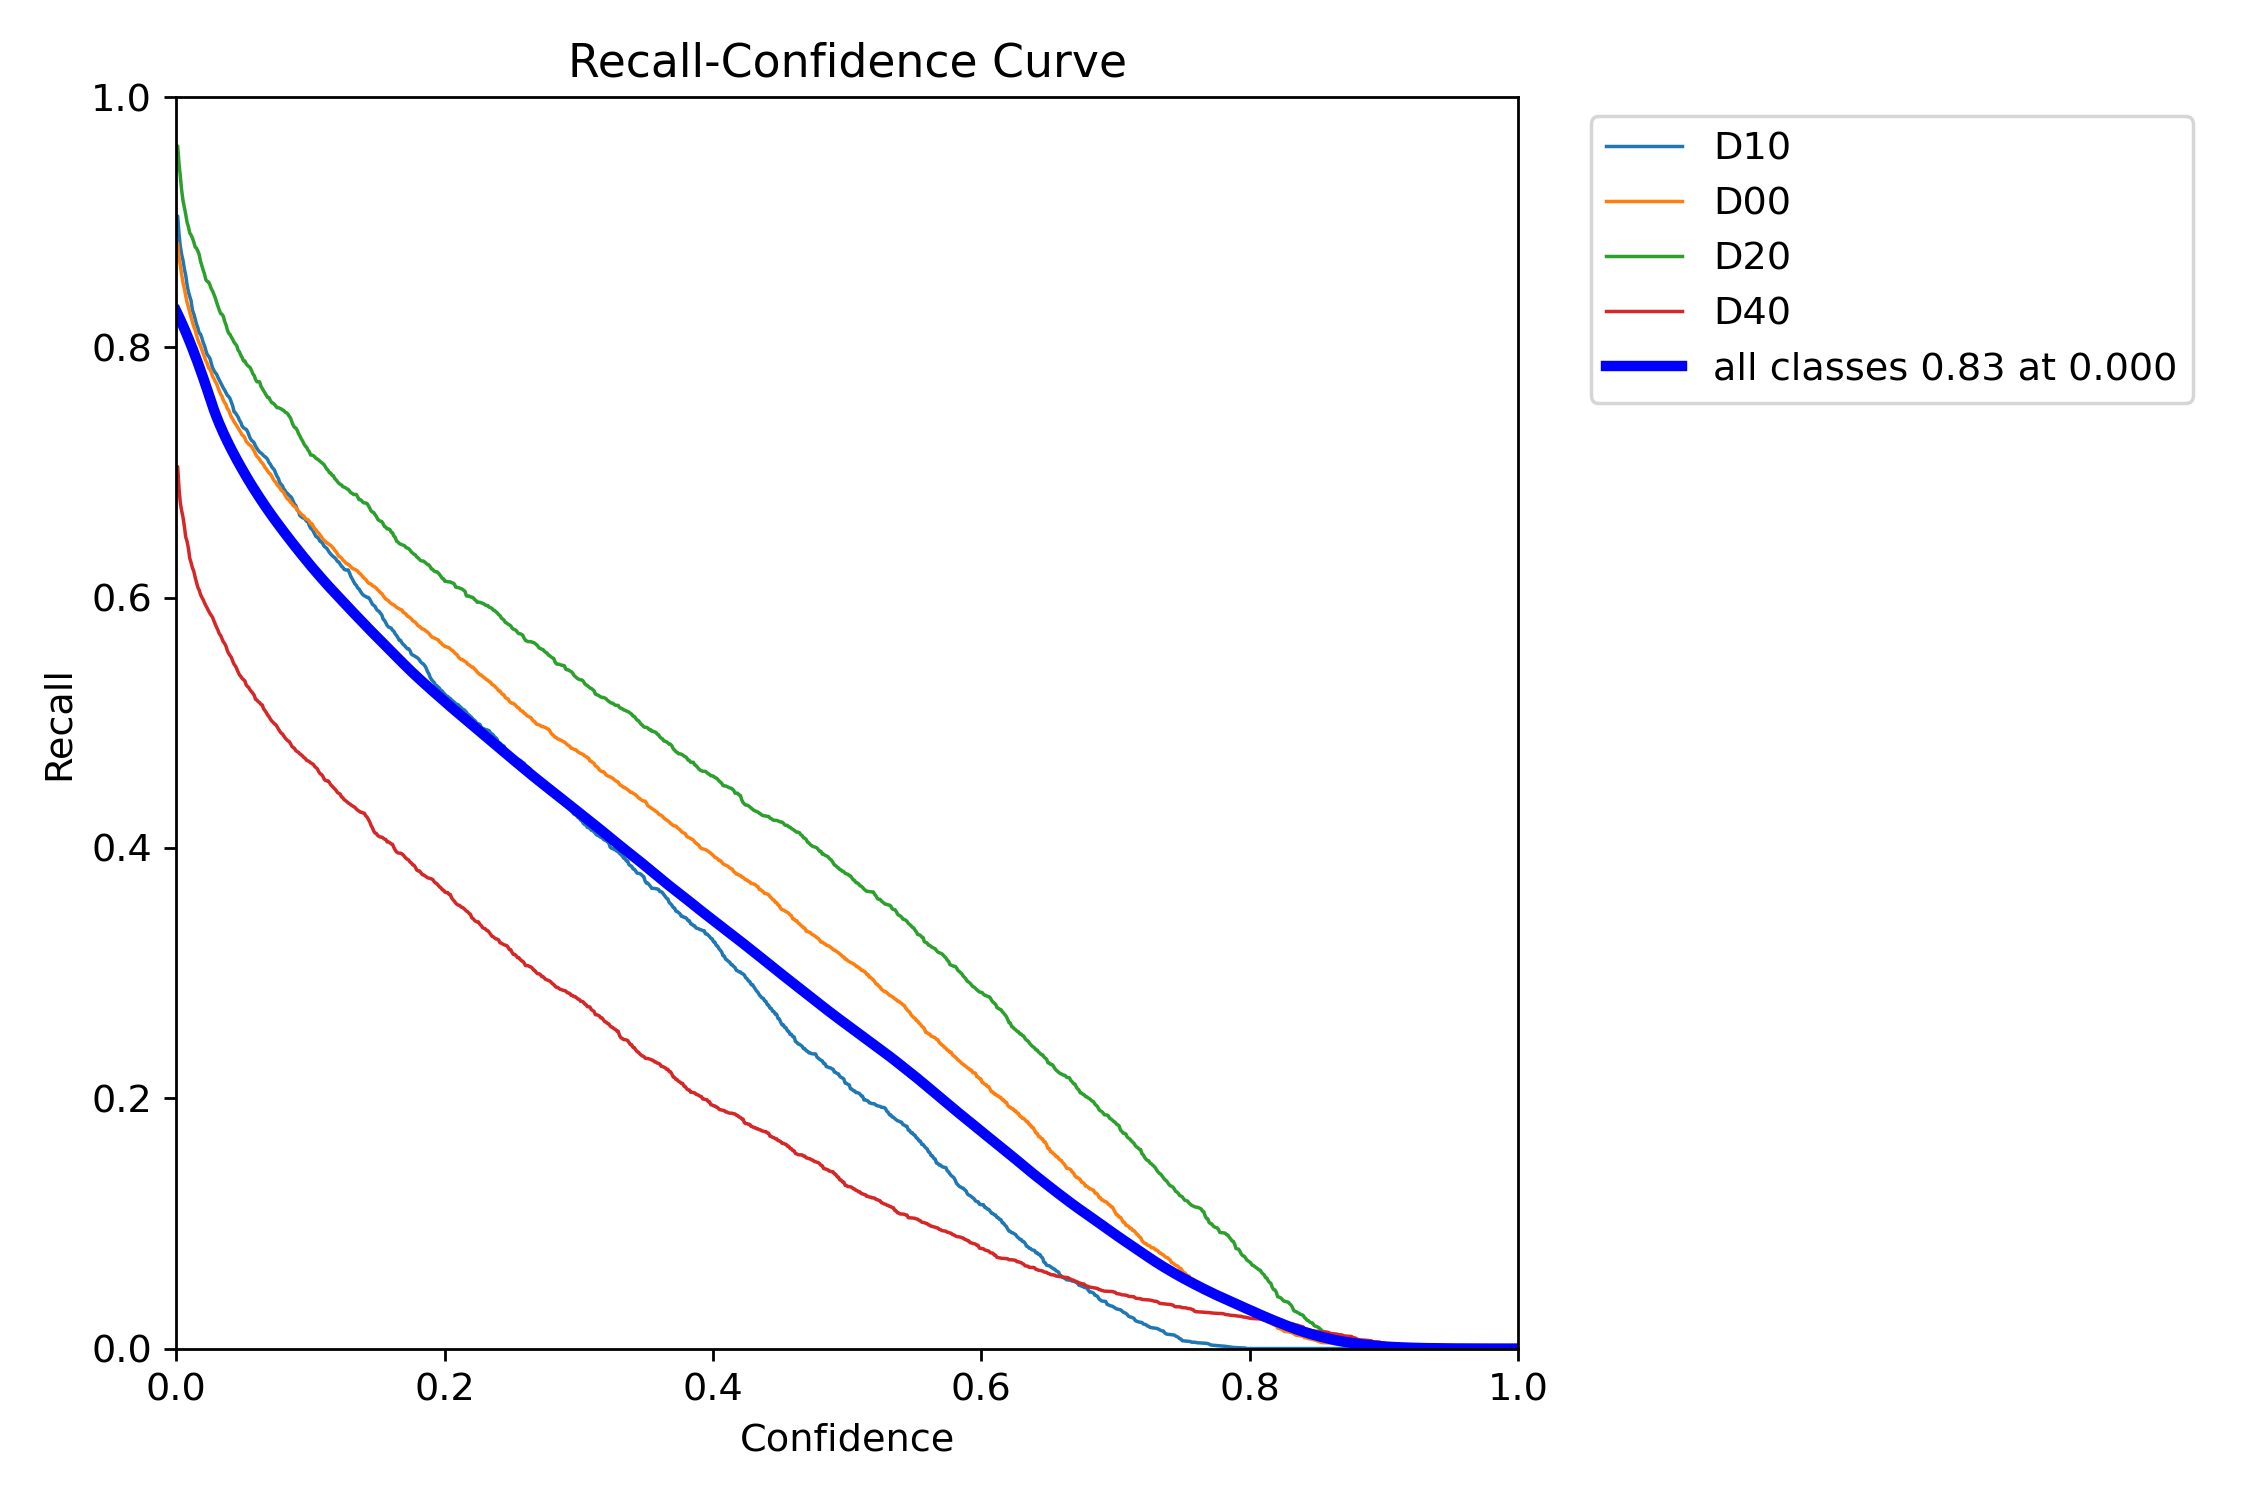 Recall-Confidence Curve
1.0
0.8
0.6
0.4
0.2
0.0
Recall
0.0 0.2 0.4 0.6 0.8 1.0
Confidence
D10
D00
D20
D40
all classes 0.83 at 0.000